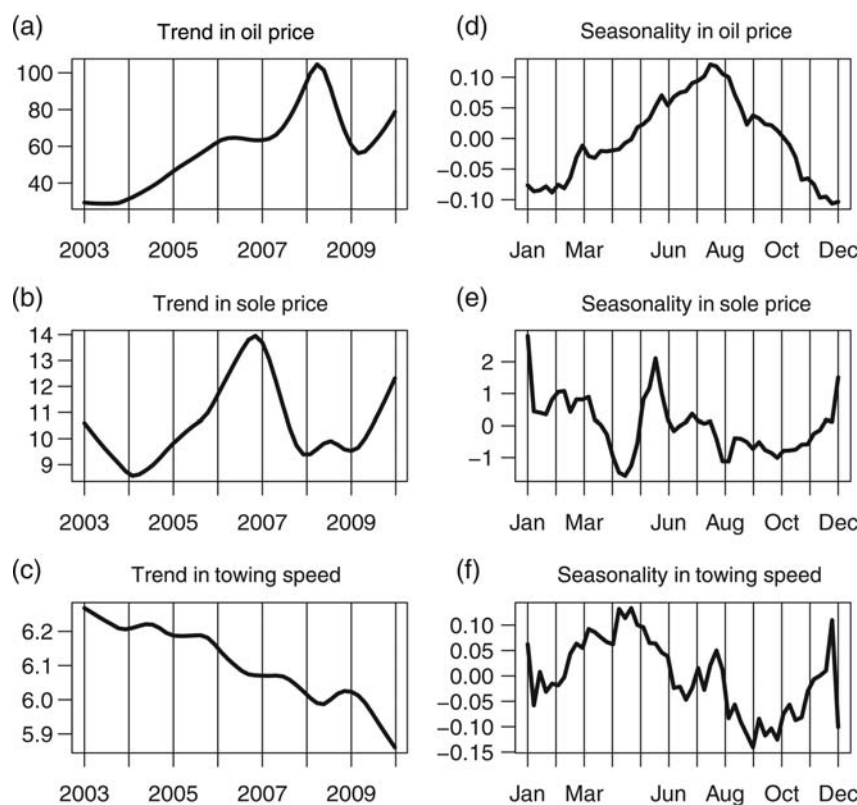 (a) Trend in oil price
100
80
60
40
2003 2005 2007 2009
(d) Seasonality in oil price
0.10
0.05
0.00
−0.05
−0.10
Jan Mar Jun Aug Oct Dec
(b) Trend in sole price
14
13
12
11
10
9
2003 2005 2007 2009
(e) Seasonality in sole price
2
1
0
−1
Jan Mar Jun Aug Oct Dec
(c) Trend in towing speed
6.2
6.1
6.0
5.9
2003 2005 2007 2009
(f) Seasonality in towing speed
0.10
0.05
0.00
−0.05
−0.10
−0.15
Jan Mar Jun Aug Oct Dec